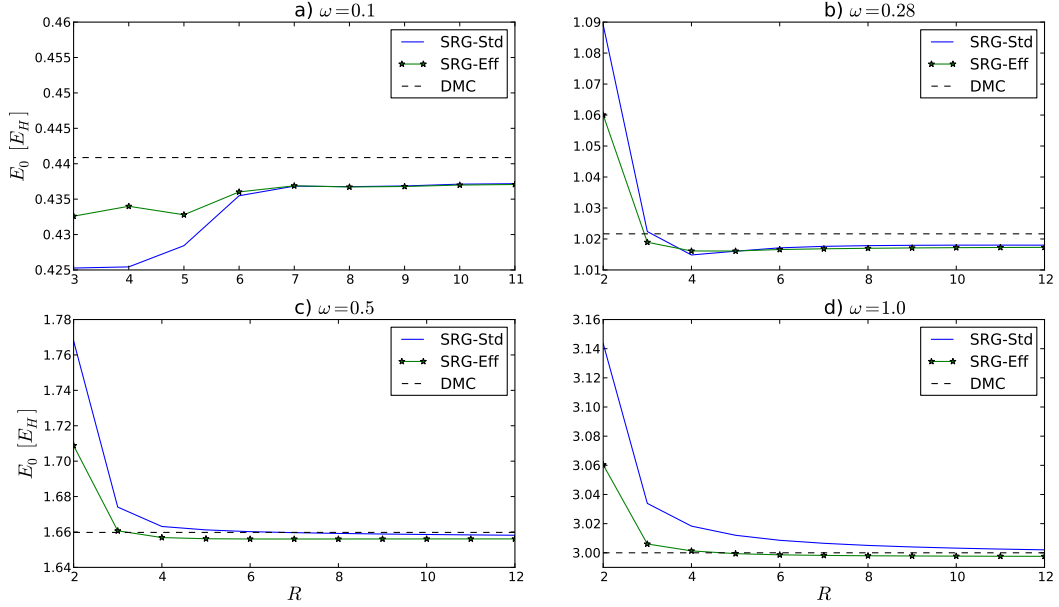 a) ω=0.1
0.46
0.455
0.45
0.445
0.44
0.435
0.43
0.425
E₀ [E_H]
3 4 5 6 7 8 9 10 11
SRG-Std
SRG-Eff
DMC
b) ω=0.28
1.09
1.08
1.07
1.06
1.05
1.04
1.03
1.02
1.01
2 4 6 8 10 12
SRG-Std
SRG-Eff
DMC
c) ω=0.5
1.78
1.76
1.74
1.72
1.70
1.68
1.66
1.64
E₀ [E_H]
2 4 6 8 10 12
R
SRG-Std
SRG-Eff
DMC
d) ω=1.0
3.16
3.14
3.12
3.10
3.08
3.06
3.04
3.02
3.00
2 4 6 8 10 12
R
SRG-Std
SRG-Eff
DMC